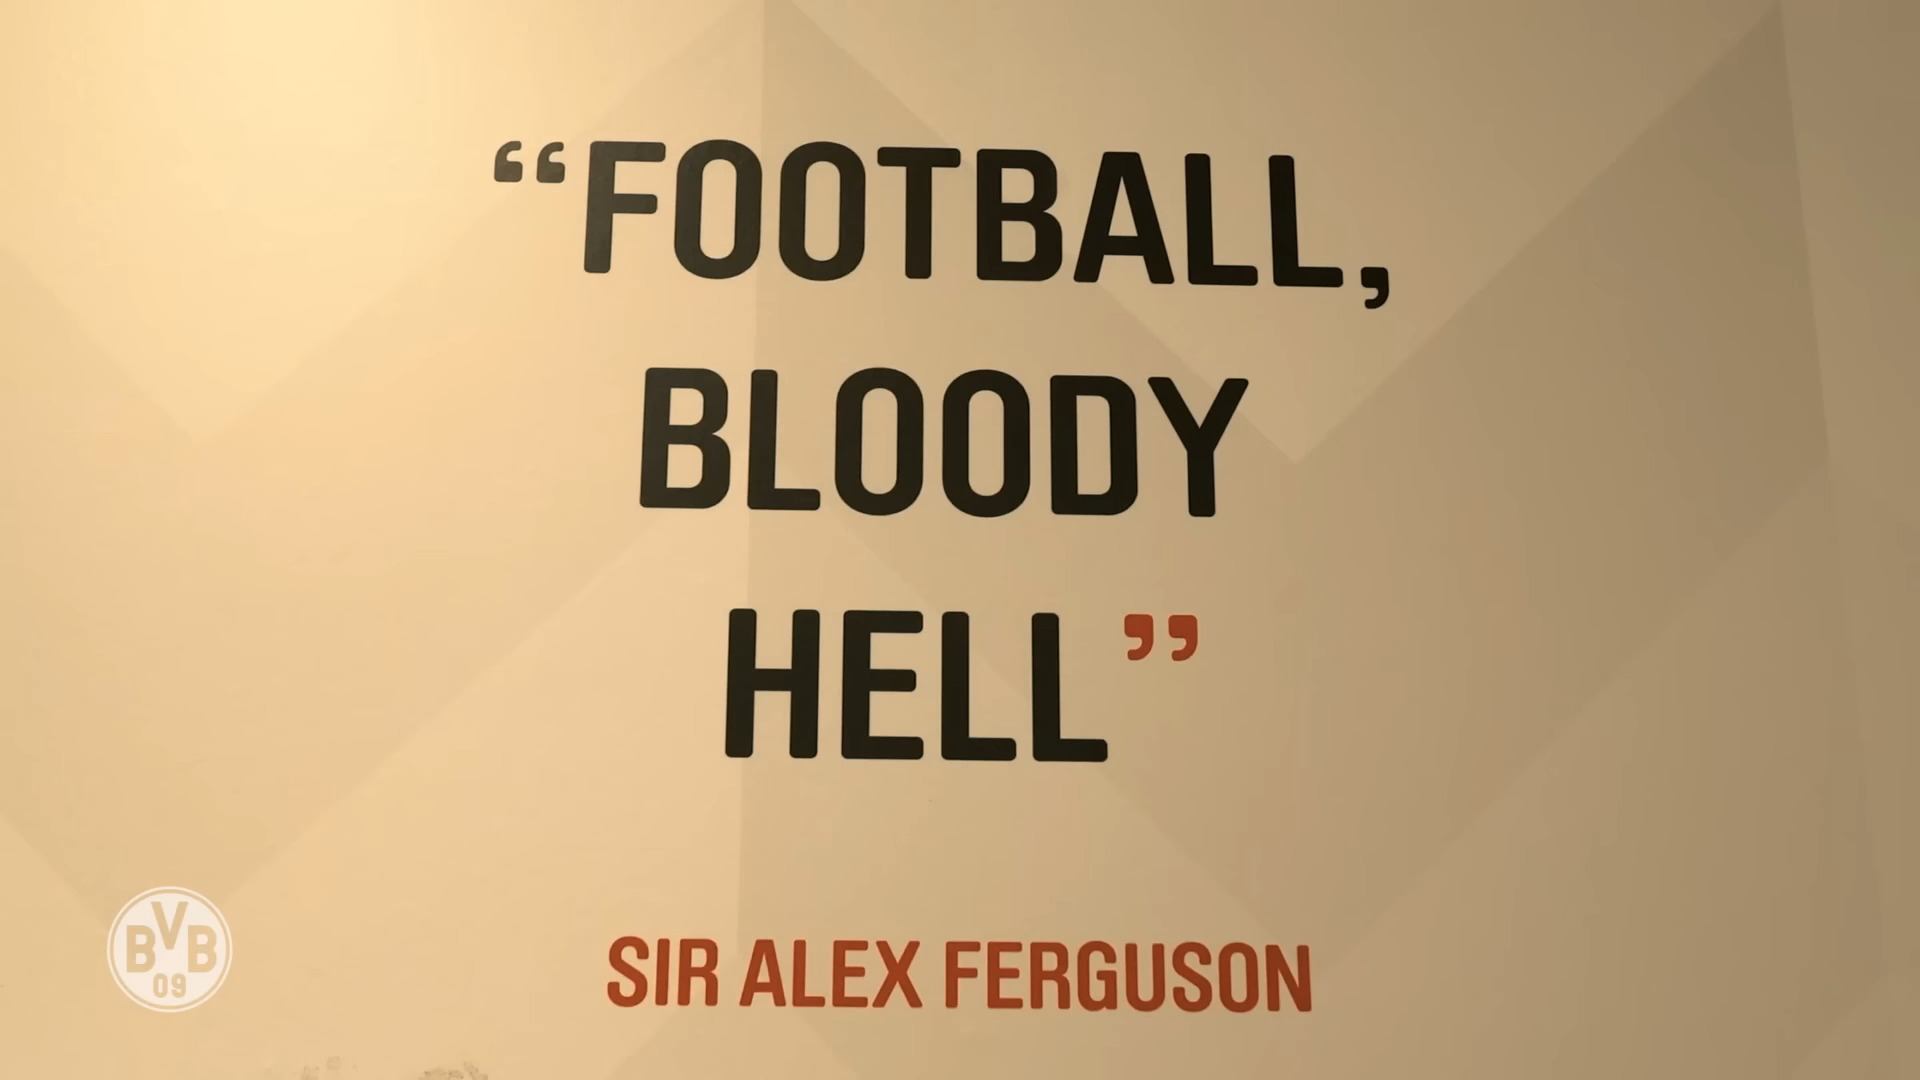 “FOOTBALL,
BLOODY
HELL”
SIR ALEX FERGUSON
BVB
09